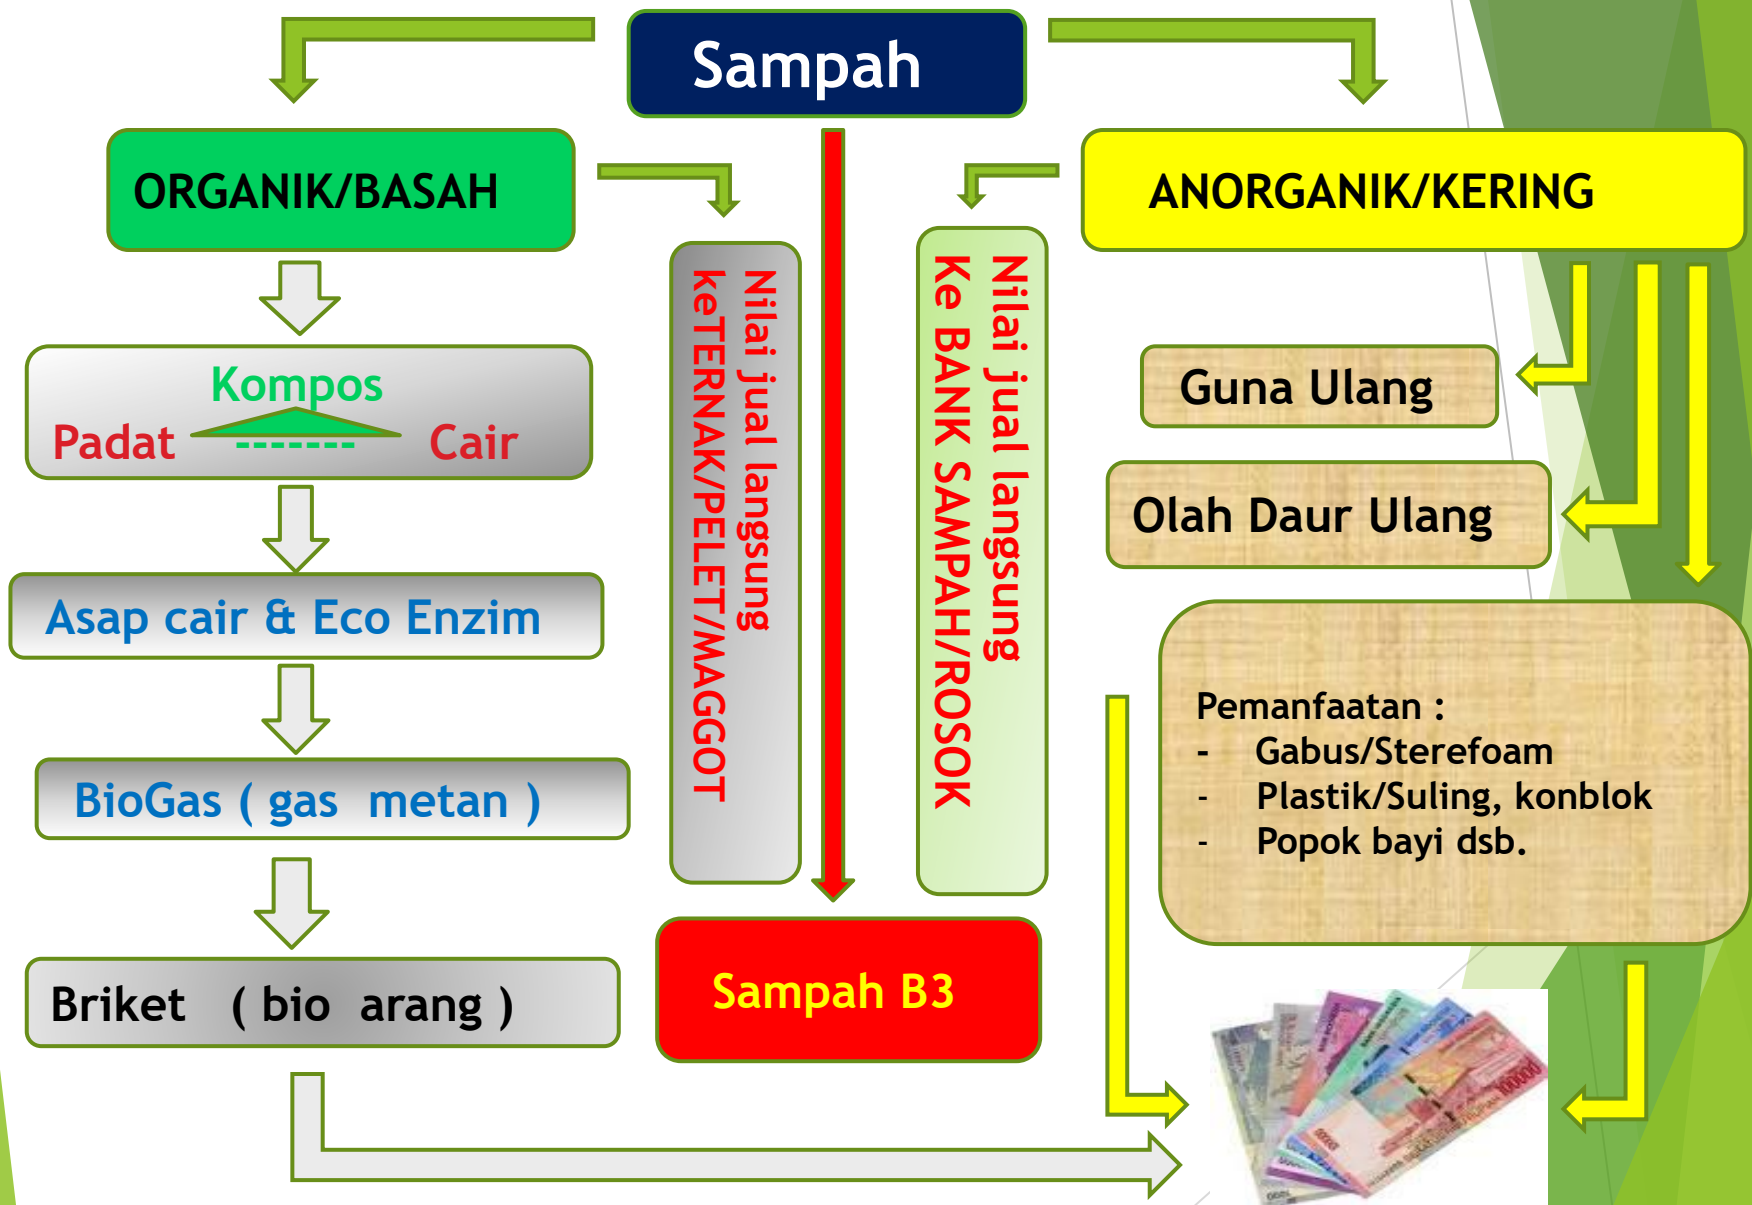 Sampah
ORGANIK/BASAH
ANORGANIK/KERING
Kompos
Padat ------- Cair
Asap cair & Eco Enzim
BioGas ( gas metan )
Briket ( bio arang )
Nilai jual langsung
keTERNAK/PELET/MAGGOT
Sampah B3
Nilai jual langsung
Ke BANK SAMPAH/ROSOK
Guna Ulang
Olah Daur Ulang
Pemanfaatan :
- Gabus/Sterefoam
- Plastik/Suling, konblok
- Popok bayi dsb.
100000